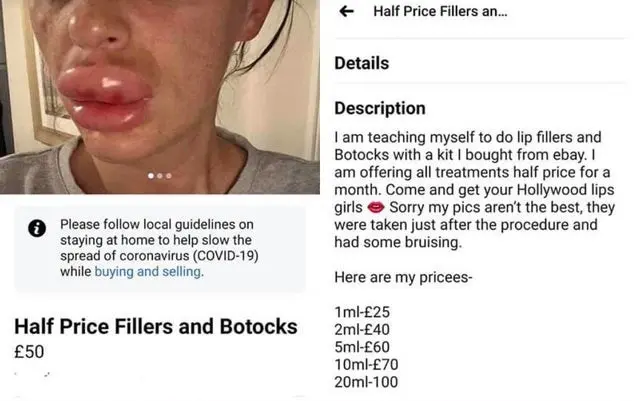 Please follow local guidelines on
staying at home to help slow the
spread of coronavirus (COVID-19)
while buying and selling.
Half Price Fillers and Botocks
£50
Half Price Fillers an...
Details
Description
I am teaching myself to do lip fillers and
Botocks with a kit I bought from ebay. I
am offering all treatments half price for a
month. Come and get your Hollywood lips
girls 💋 Sorry my pics aren't the best, they
were taken just after the procedure and
had some bruising.
Here are my pricees-
1ml-£25
2ml-£40
5ml-£60
10ml-£70
20ml-100